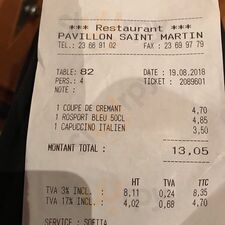 *** Restaurant ***
PAVILLON SAINT MARTIN
TEL.: 23 66 91 02 FAX : 23 69 97 79
TABLE: 82 DATE : 19.08.2018
PERS.: 4 TICKET : 2089601
NOTE :
1 COUPE DE CREMANT 4,70
1 ROSPORT BLEU 50CL 4,85
1 CAPUCCINO ITALIEN 3,50
MONTANT TOTAL : 13,05
HT TVA TTC
TVA 3% INCL. : 8,11 0,24 8,35
TVA 17% INCL. : 4,02 0,68 4,70
SERVICE : SOFITA